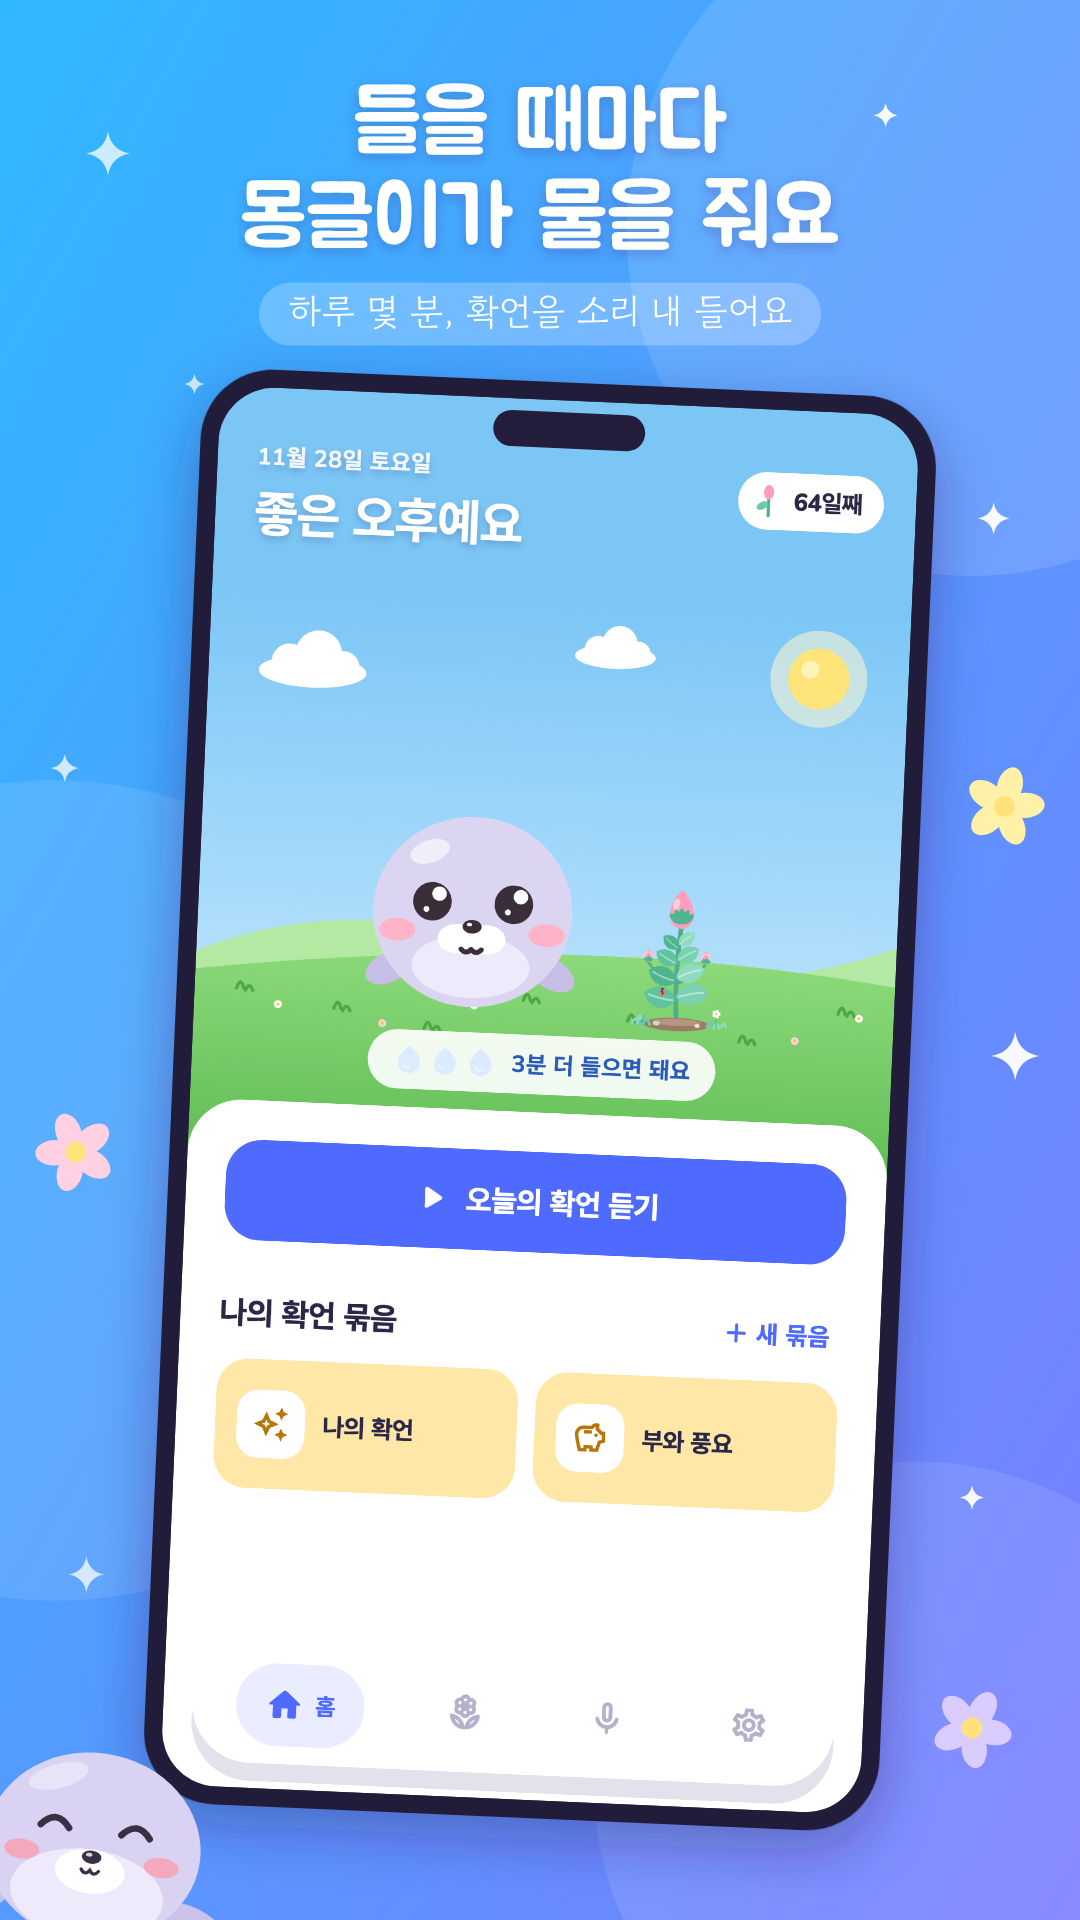 들을 때마다
몽글이가 물을 줘요
하루 몇 분, 확언을 소리 내 들어요
11월 28일 토요일
좋은 오후예요
64일째
3분 더 들으면 돼요
오늘의 확언 듣기
나의 확언 묶음
+ 새 묶음
나의 확언
부와 풍요
홈